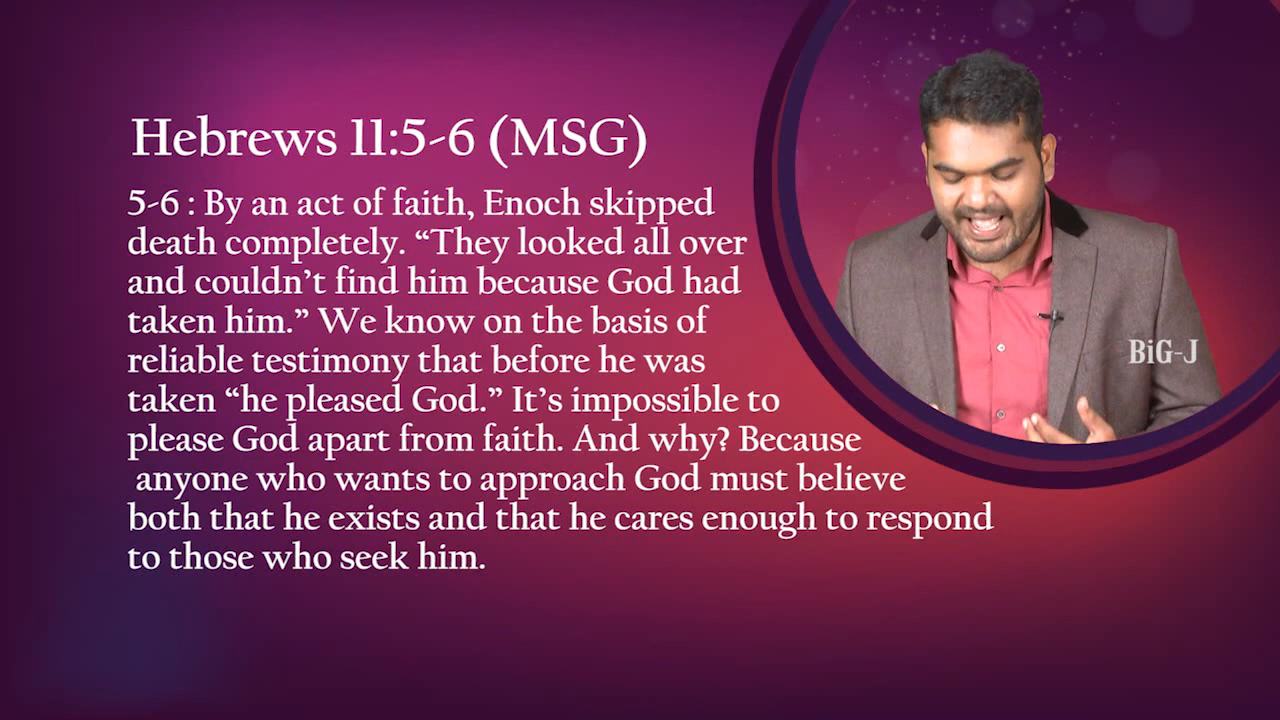 Hebrews 11:5-6 (MSG)
5-6 : By an act of faith, Enoch skipped
death completely. “They looked all over
and couldn’t find him because God had
taken him.” We know on the basis of
reliable testimony that before he was
taken “he pleased God.” It’s impossible to
please God apart from faith. And why? Because
anyone who wants to approach God must believe
both that he exists and that he cares enough to respond
to those who seek him.
BiG-J